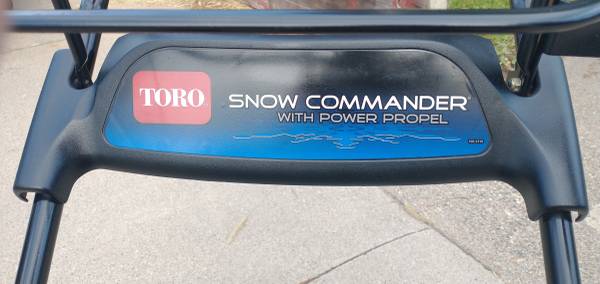 TORO
SNOW COMMANDER®
WITH POWER PROPEL